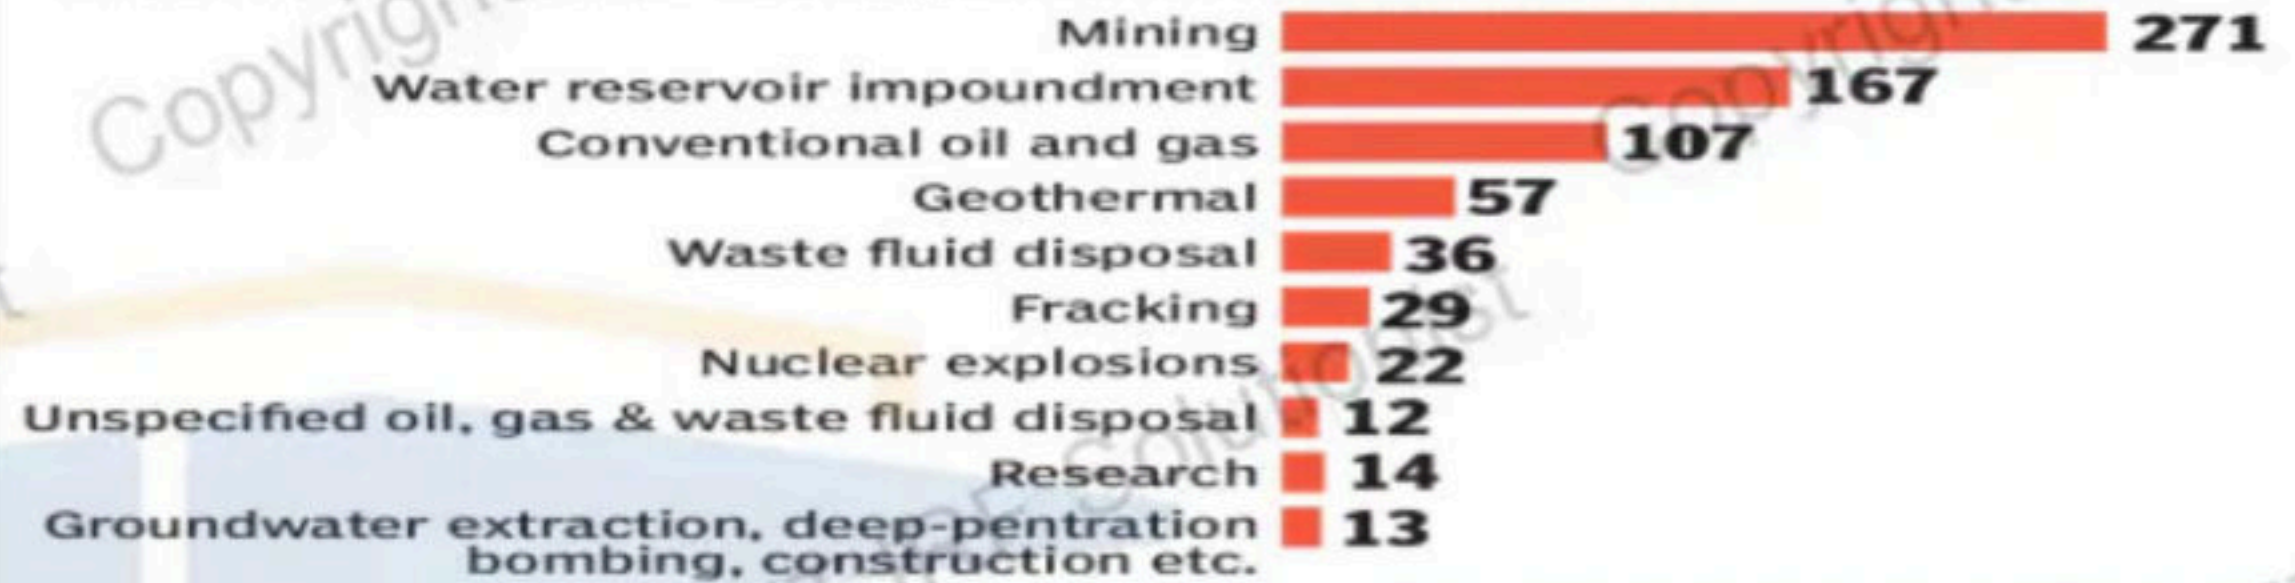 Mining 271
Water reservoir impoundment 167
Conventional oil and gas 107
Geothermal 57
Waste fluid disposal 36
Fracking 29
Nuclear explosions 22
Unspecified oil, gas & waste fluid disposal 12
Research 14
Groundwater extraction, deep-pentration 13
bombing, construction etc.
Copyright
Copyright